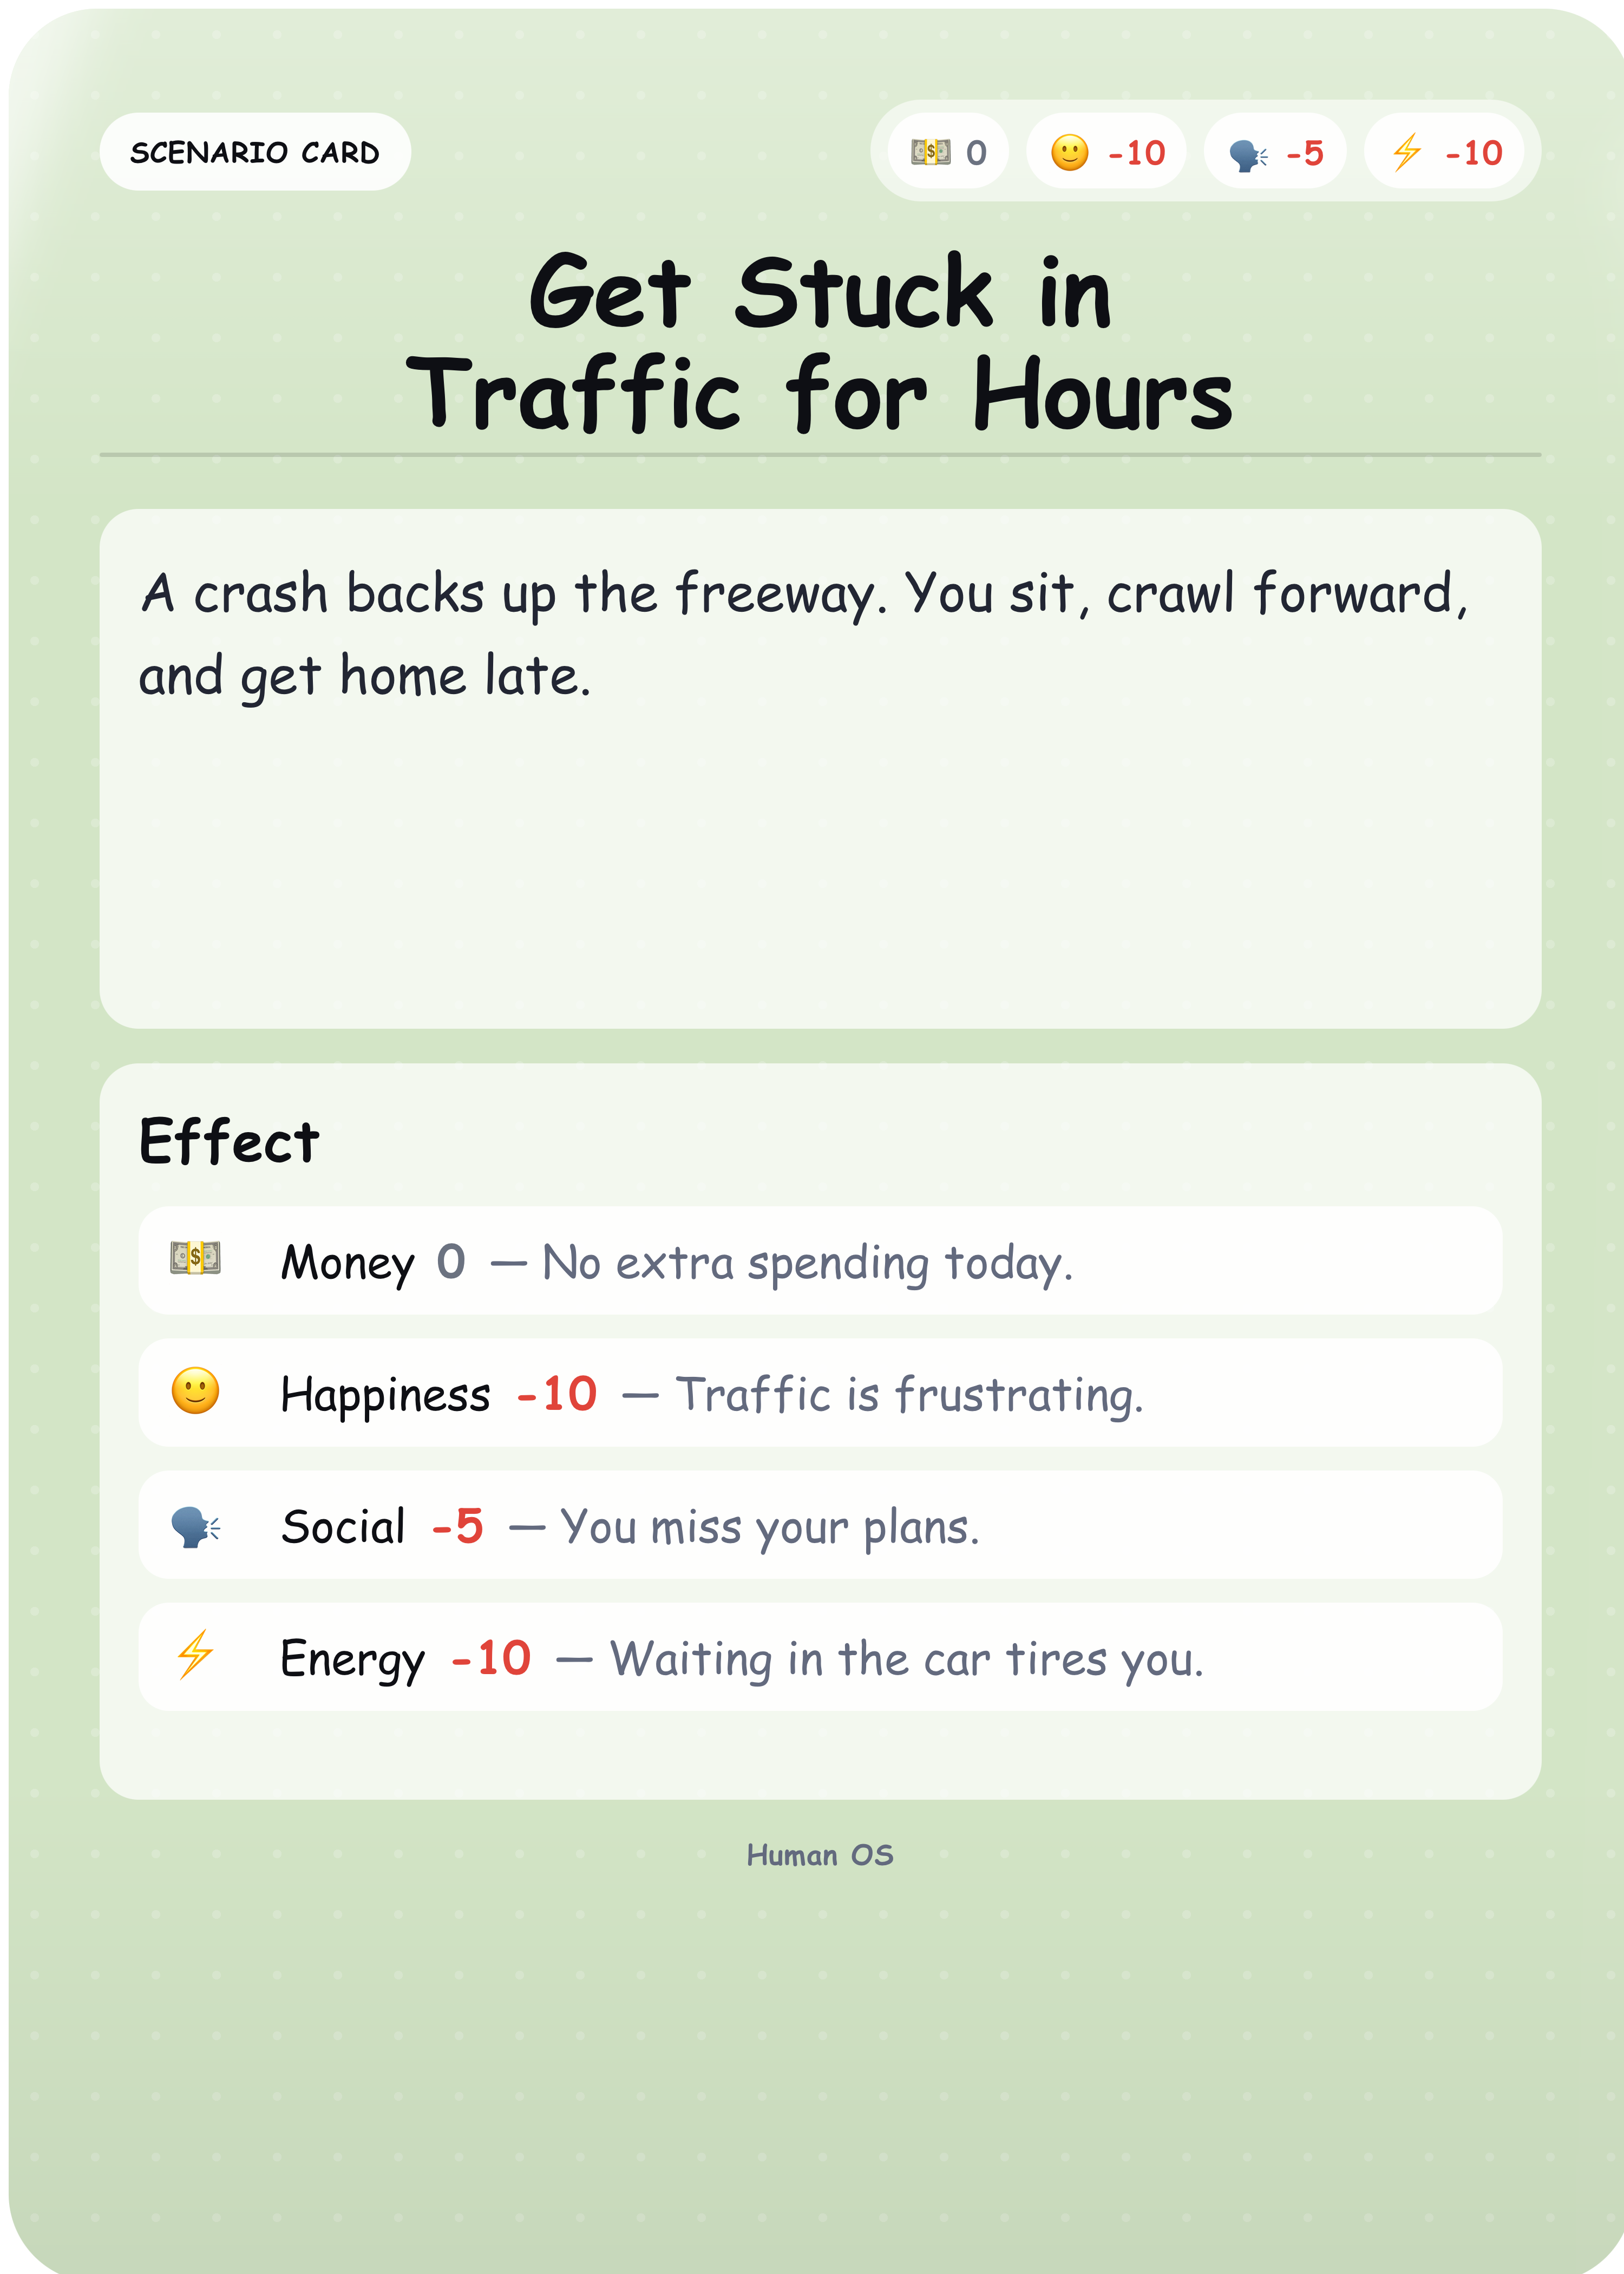 SCENARIO CARD
💵 0 🙂 -10 🗣️ -5 ⚡ -10
Get Stuck in
Traffic for Hours
A crash backs up the freeway. You sit, crawl forward,
and get home late.
Effect
💵 Money 0 — No extra spending today.
🙂 Happiness -10 — Traffic is frustrating.
🗣️ Social -5 — You miss your plans.
⚡ Energy -10 — Waiting in the car tires you.
Human OS